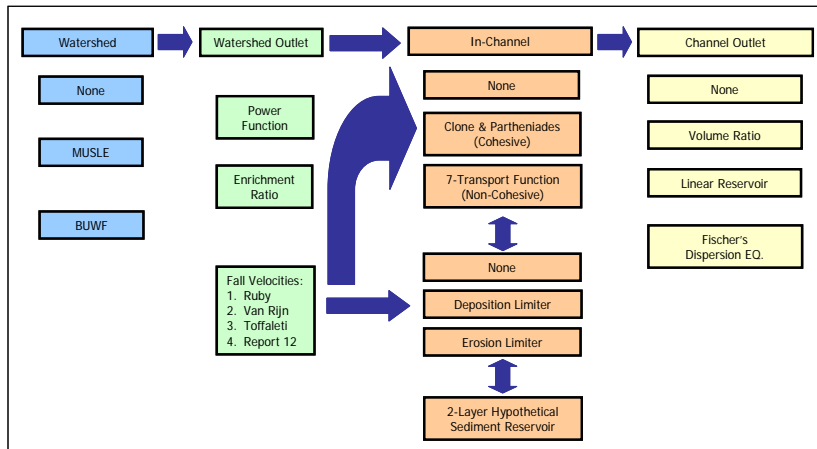 Watershed
Watershed Outlet
In-Channel
Channel Outlet
None
MUSLE
BUWF
Power
Function
Enrichment
Ratio
Fall Velocities:
1. Ruby
2. Van Rijn
3. Toffaleti
4. Report 12
None
Clone & Partheniades
(Cohesive)
7-Transport Function
(Non-Cohesive)
None
Deposition Limiter
Erosion Limiter
2-Layer Hypothetical
Sediment Reservoir
None
Volume Ratio
Linear Reservoir
Fischer's
Dispersion EQ.